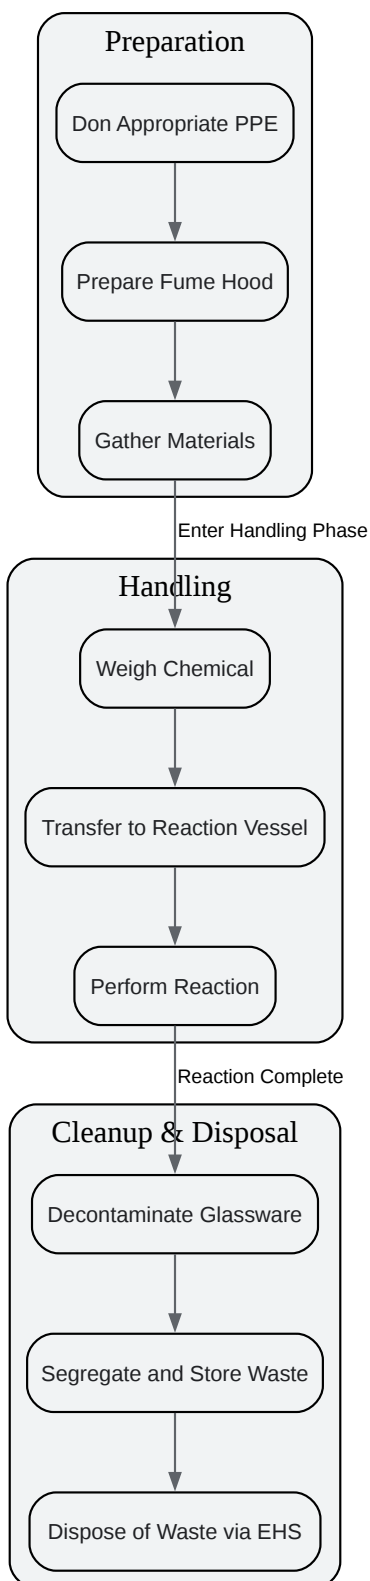 Preparation
Don Appropriate PPE
Prepare Fume Hood
Gather Materials
Enter Handling Phase
Handling
Weigh Chemical
Transfer to Reaction Vessel
Perform Reaction
Reaction Complete
Cleanup & Disposal
Decontaminate Glassware
Segregate and Store Waste
Dispose of Waste via EHS